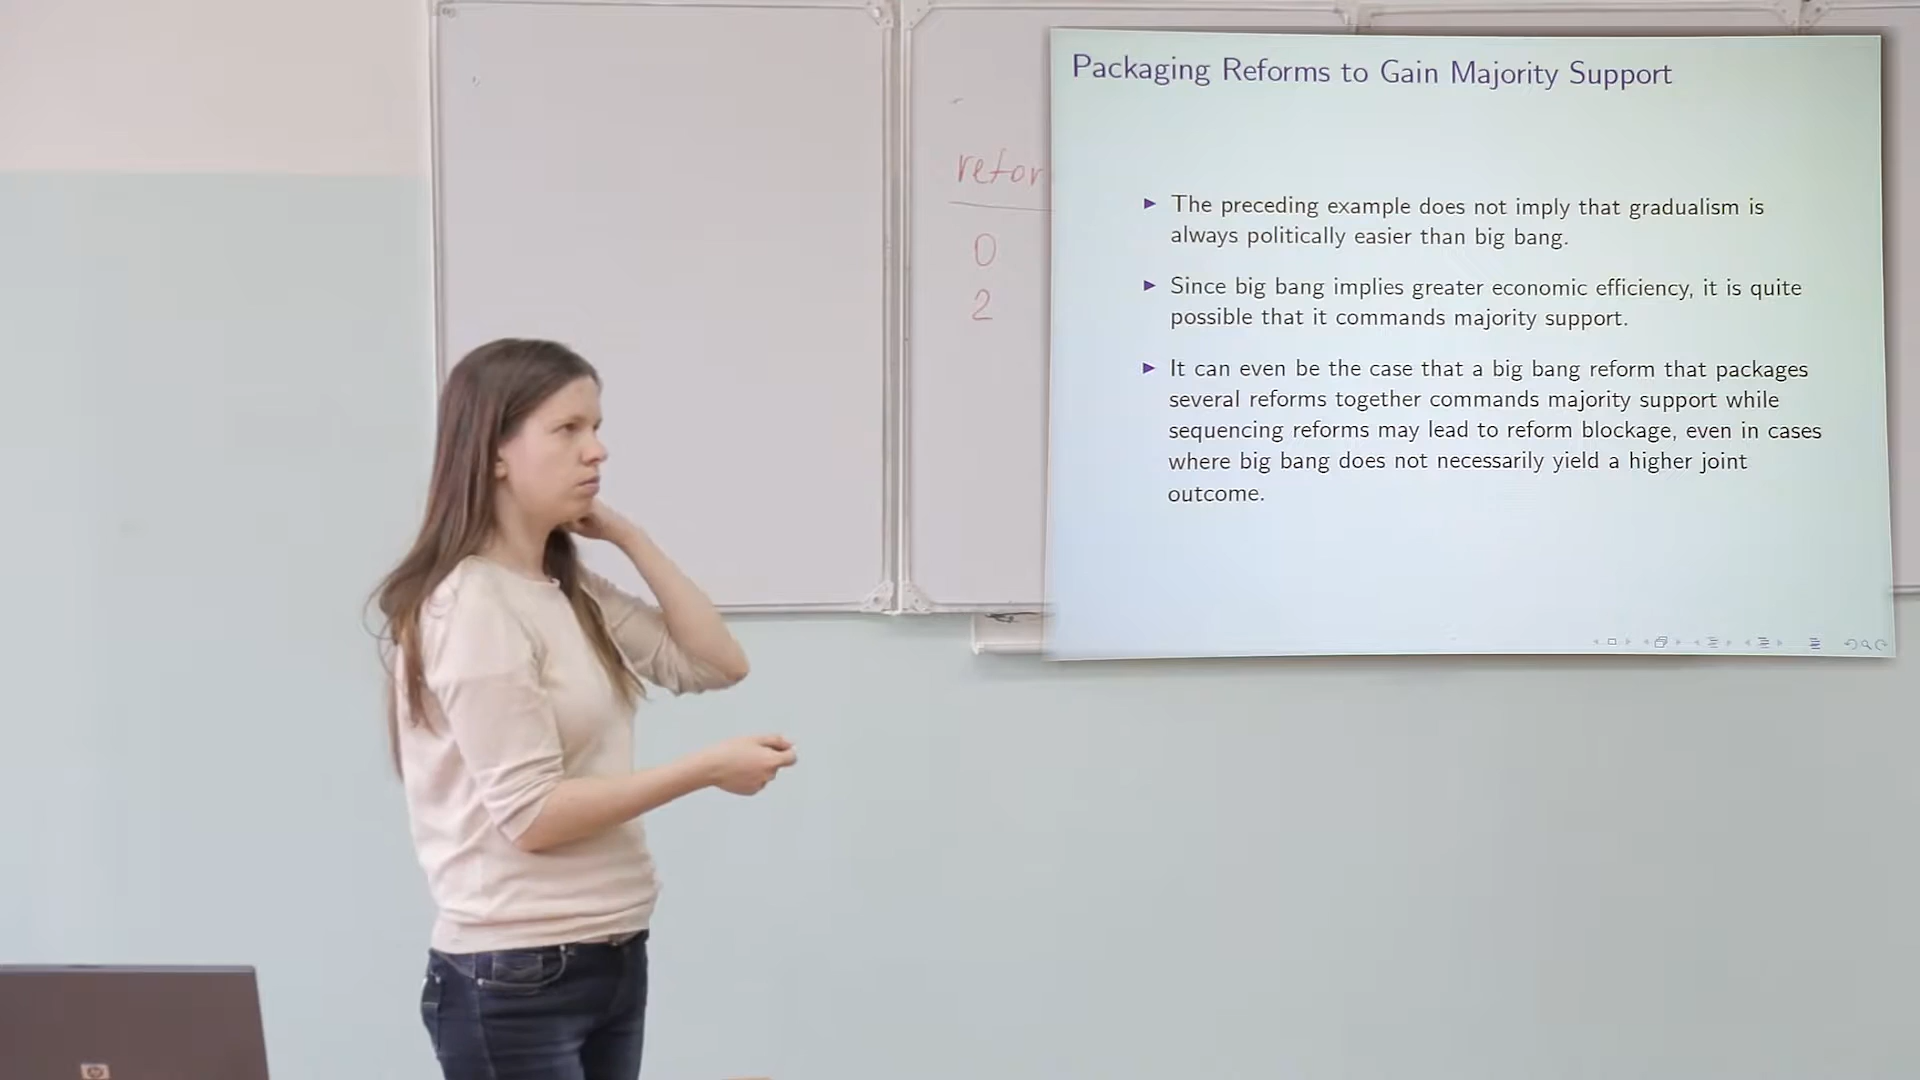 Packaging Reforms to Gain Majority Support
The preceding example does not imply that gradualism is
always politically easier than big bang.
Since big bang implies greater economic efficiency, it is quite
possible that it commands majority support.
It can even be the case that a big bang reform that packages
several reforms together commands majority support while
sequencing reforms may lead to reform blockage, even in cases
where big bang does not necessarily yield a higher joint
outcome.
refor
0
2
hp